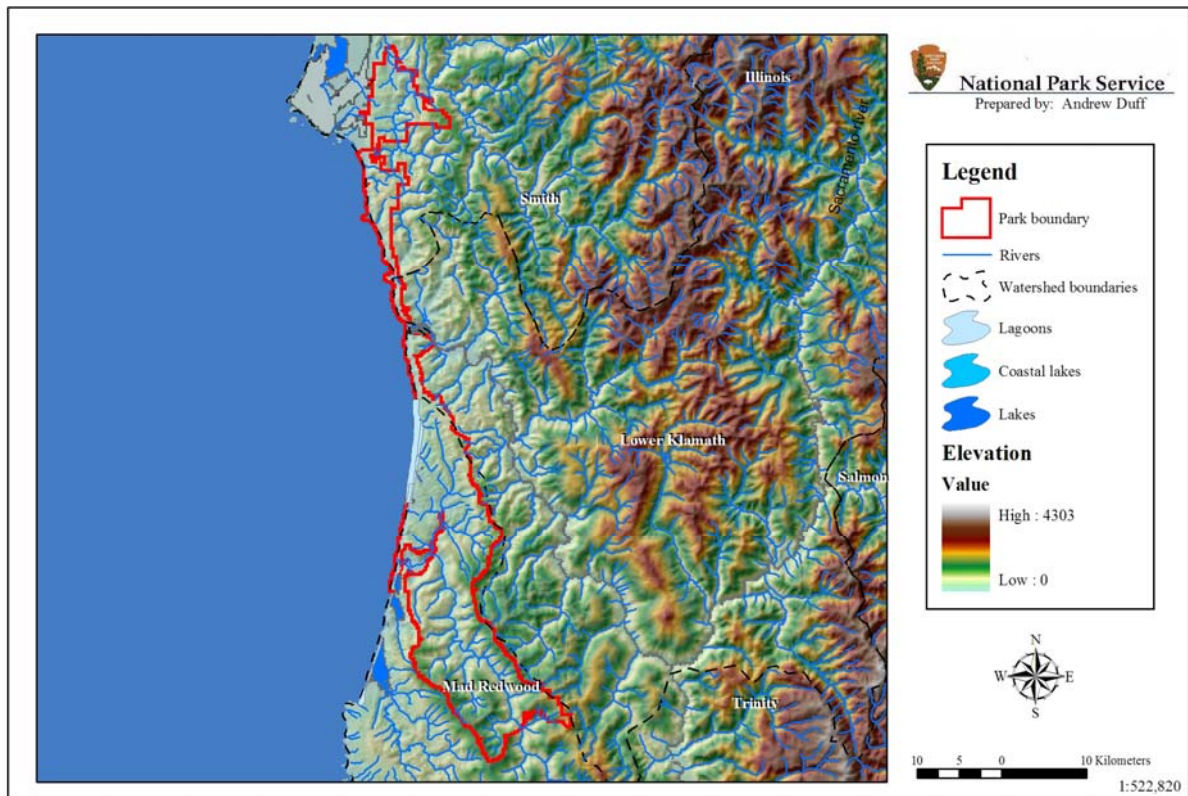 Illinois
Sacramento river
Smith
Lower Klamath
Salmon
Mad Redwood
Trinity
National Park Service
Prepared by: Andrew Duff
Legend
Park boundary
Rivers
Watershed boundaries
Lagoons
Coastal lakes
Lakes
Elevation
Value
High : 4303
Low : 0
N
W E
S
10 5 0 10 Kilometers
1:522,820